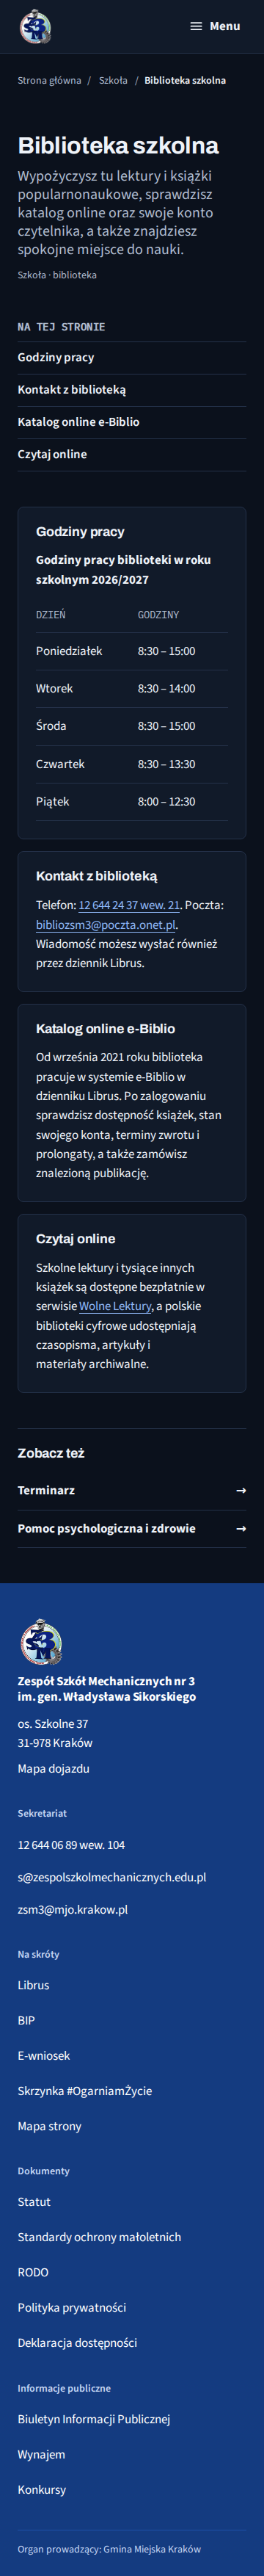 Menu
Strona główna / Szkoła / Biblioteka szkolna
Biblioteka szkolna
Wypożyczysz tu lektury i książki
popularnonaukowe, sprawdzisz
katalog online oraz swoje konto
czytelnika, a także znajdziesz
spokojne miejsce do nauki.
Szkoła · biblioteka
NA TEJ STRONIE
Godziny pracy
Kontakt z biblioteką
Katalog online e-Biblio
Czytaj online
Godziny pracy
Godziny pracy biblioteki w roku
szkolnym 2026/2027
DZIEŃ GODZINY
Poniedziałek 8:30 – 15:00
Wtorek 8:30 – 14:00
Środa 8:30 – 15:00
Czwartek 8:30 – 13:30
Piątek 8:00 – 12:30
Kontakt z biblioteką
Telefon: 12 644 24 37 wew. 21. Poczta:
bibliozsm3@poczta.onet.pl.
Wiadomość możesz wysłać również
przez dziennik Librus.
Katalog online e-Biblio
Od września 2021 roku biblioteka
pracuje w systemie e-Biblio w
dzienniku Librus. Po zalogowaniu
sprawdzisz dostępność książek, stan
swojego konta, terminy zwrotu i
prolongaty, a także zamówisz
znalezioną publikację.
Czytaj online
Szkolne lektury i tysiące innych
książek są dostępne bezpłatnie w
serwisie Wolne Lektury, a polskie
biblioteki cyfrowe udostępniają
czasopisma, artykuły i
materiały archiwalne.
Zobacz też
Terminarz →
Pomoc psychologiczna i zdrowie →
Zespół Szkół Mechanicznych nr 3
im. gen. Władysława Sikorskiego
os. Szkolne 37
31-978 Kraków
Mapa dojazdu
Sekretariat
12 644 06 89 wew. 104
s@zespolszkolmechanicznych.edu.pl
zsm3@mjo.krakow.pl
Na skróty
Librus
BIP
E-wniosek
Skrzynka #OgarniamŻycie
Mapa strony
Dokumenty
Statut
Standardy ochrony małoletnich
RODO
Polityka prywatności
Deklaracja dostępności
Informacje publiczne
Biuletyn Informacji Publicznej
Wynajem
Konkursy
Organ prowadzący: Gmina Miejska Kraków